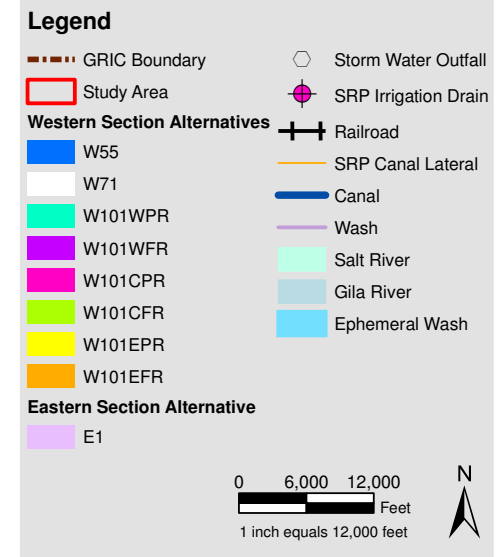 Legend
GRIC Boundary
Study Area
Western Section Alternatives
W55
W71
W101WPR
W101WFR
W101CPR
W101CFR
W101EPR
W101EFR
Eastern Section Alternative
E1
Storm Water Outfall
SRP Irrigation Drain
Railroad
SRP Canal Lateral
Canal
Wash
Salt River
Gila River
Ephemeral Wash
0 6,000 12,000
Feet
1 inch equals 12,000 feet
N